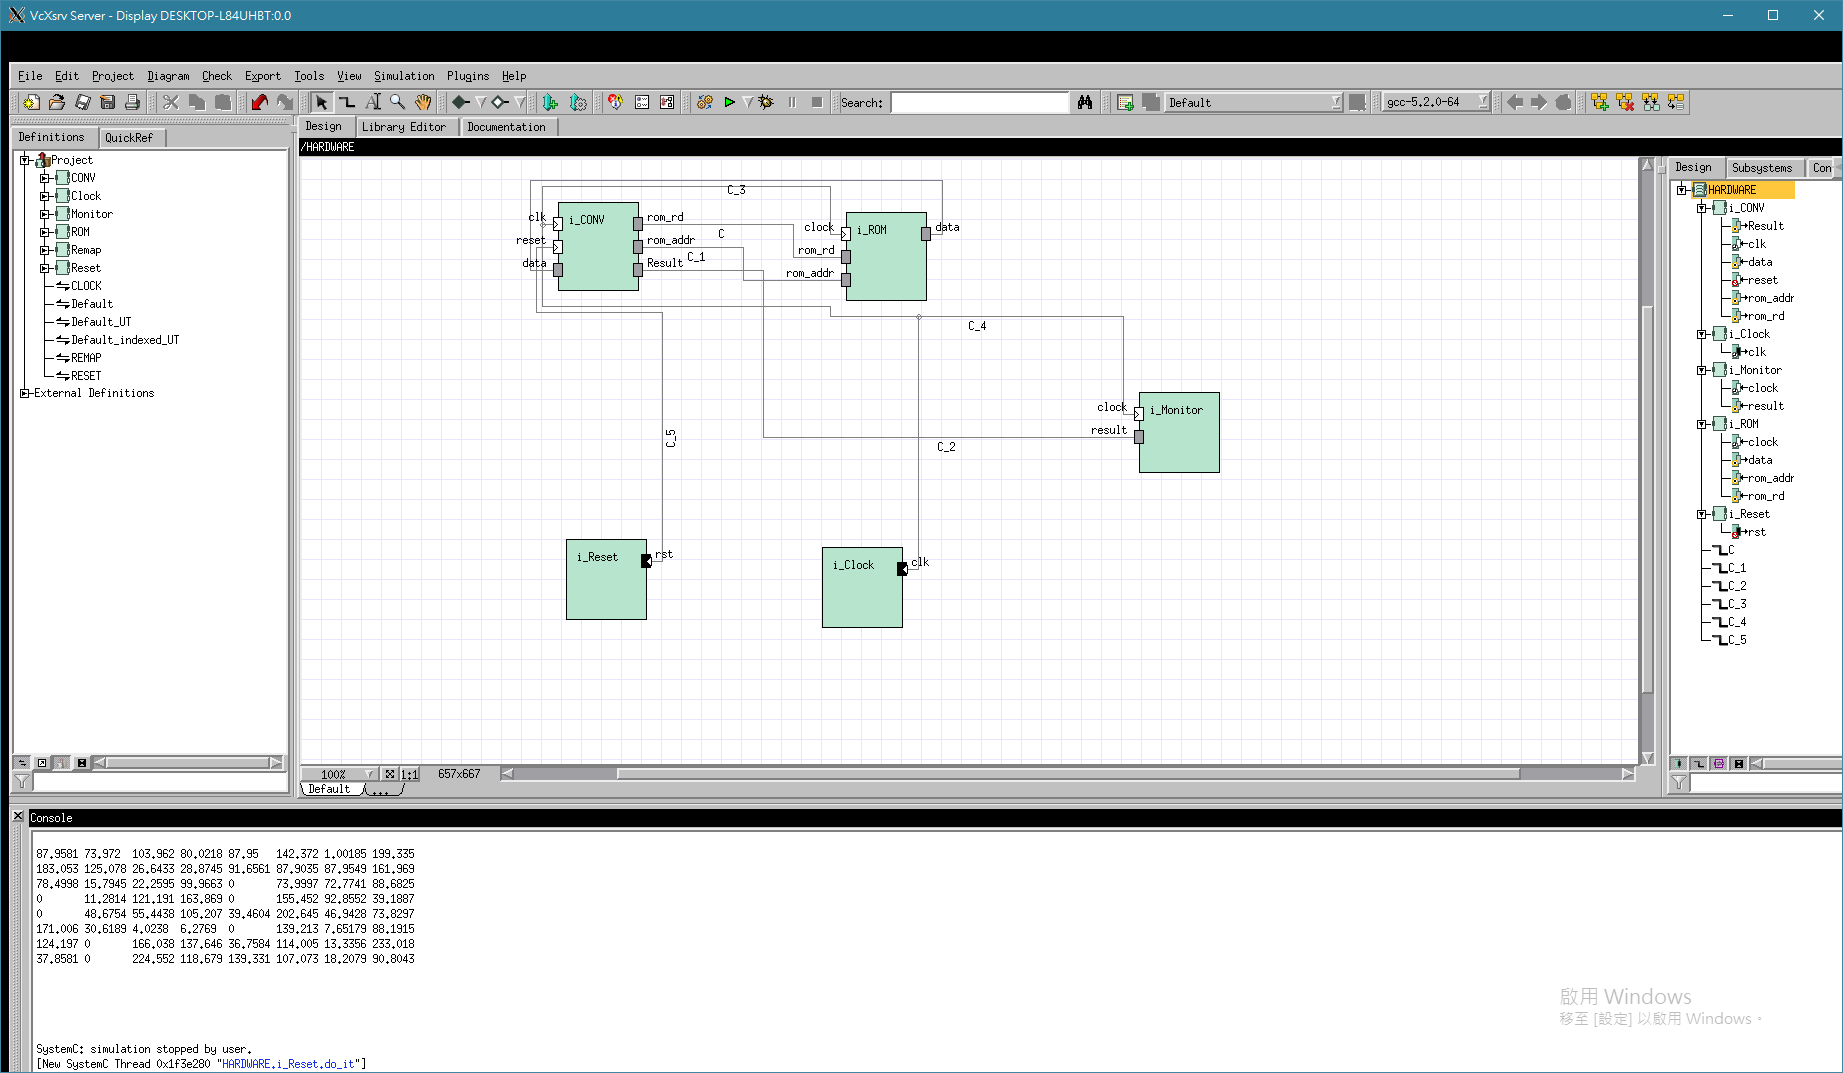 VcXsrv Server - Display DESKTOP-L84UHBT:0.0
File Edit Project Diagram Check Export Tools View Simulation Plugins Help
Search: Default gcc-5.2.0-64
Definitions QuickRef
Project
CONV
Clock
Monitor
ROM
Remap
Reset
CLOCK
Default
Default_UT
Default_indexed_UT
REMAP
RESET
External Definitions
Design Library Editor Documentation
/HARDWARE
C_3
clk i_CONV rom_rd
reset rom_addr
data Result
C
C_1
clock i_ROM data
rom_rd
rom_addr
C_4
clock i_Monitor
result
C_5
C_2
i_Reset rst
i_Clock clk
100% 1:1 657x667
Default ...
Design Subsystems Con
HARDWARE
i_CONV
Result
clk
data
reset
rom_addr
rom_rd
i_Clock
clk
i_Monitor
clock
result
i_ROM
clock
data
rom_addr
rom_rd
i_Reset
rst
C
C_1
C_2
C_3
C_4
C_5
Console
87.9581 73.972 103.962 80.0218 87.95 142.372 1.00185 199.335
183.053 125.078 26.6433 28.8745 91.6561 87.9035 87.9549 161.969
78.4998 15.7945 22.2595 99.9663 0 73.9997 72.7741 88.6825
0 11.2814 121.191 163.869 0 155.452 92.8552 39.1887
0 48.6754 55.4438 105.207 39.4604 202.645 46.9428 73.8297
171.006 30.6189 4.0238 6.2769 0 139.213 7.65179 88.1915
124.197 0 166.038 137.646 36.7584 114.005 13.3356 233.018
37.8581 0 224.552 118.679 139.331 107.073 18.2079 90.8043
SystemC: simulation stopped by user.
[New SystemC Thread 0x1f3e280 "HARDWARE.i_Reset.do_it"]
啟用 Windows
移至 [設定] 以啟用 Windows。